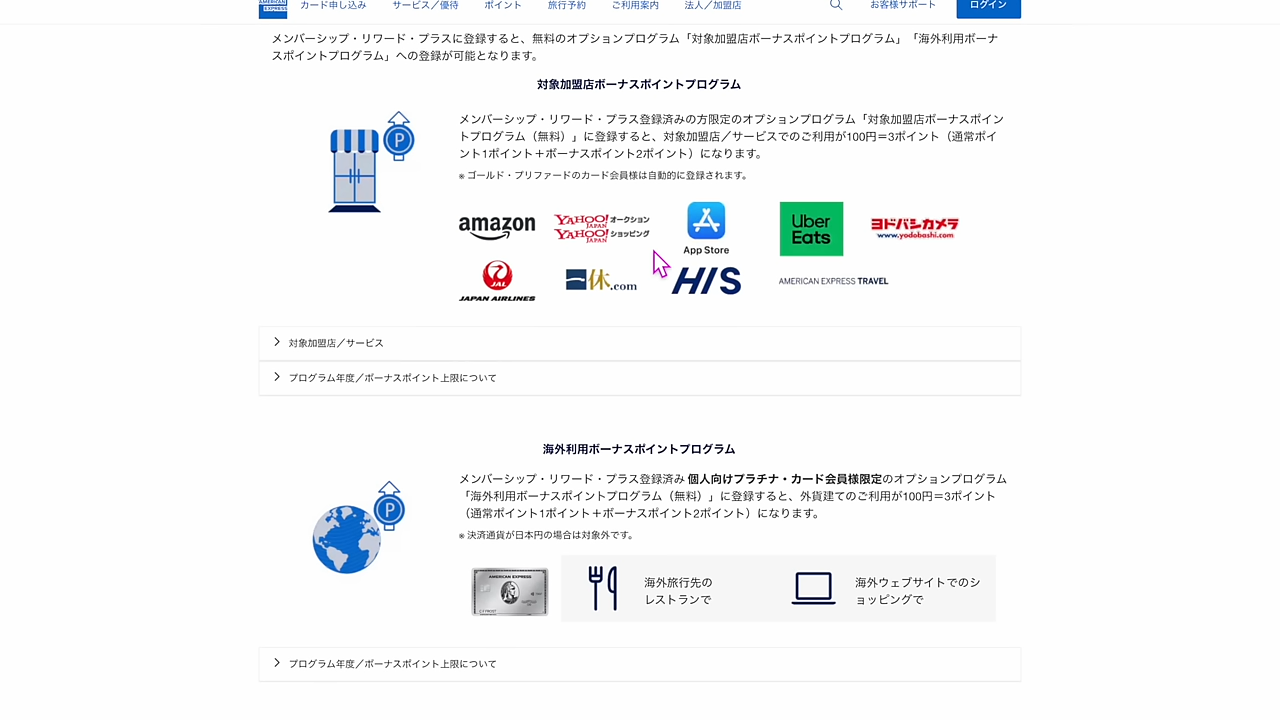 AMERICAN EXPRESS
カード申し込み サービス／優待 ポイント 旅行予約 ご利用案内 法人／加盟店 お客様サポート ログイン
メンバーシップ・リワード・プラスに登録すると、無料のオプションプログラム「対象加盟店ボーナスポイントプログラム」「海外利用ボーナ
スポイントプログラム」への登録が可能となります。
対象加盟店ボーナスポイントプログラム
メンバーシップ・リワード・プラス登録済みの方限定のオプションプログラム「対象加盟店ボーナスポイン
トプログラム（無料）」に登録すると、対象加盟店／サービスでのご利用が100円＝3ポイント（通常ポイ
ント1ポイント＋ボーナスポイント2ポイント）になります。
※ ゴールド・プリファードのカード会員様は自動的に登録されます。
P
amazon
YAHOO! JAPAN オークション
YAHOO! JAPAN ショッピング
App Store
Uber Eats
ヨドバシカメラ
www.yodobashi.com
JAL
JAPAN AIRLINES
一休.com
HIS
AMERICAN EXPRESS TRAVEL
対象加盟店／サービス
プログラム年度／ボーナスポイント上限について
海外利用ボーナスポイントプログラム
メンバーシップ・リワード・プラス登録済み 個人向けプラチナ・カード会員様限定のオプションプログラム
「海外利用ボーナスポイントプログラム（無料）」に登録すると、外貨建てのご利用が100円＝3ポイント
（通常ポイント1ポイント＋ボーナスポイント2ポイント）になります。
※ 決済通貨が日本円の場合は対象外です。
P
AMERICAN EXPRESS
C F FROST
海外旅行先の
レストランで
海外ウェブサイトでのシ
ョッピングで
プログラム年度／ボーナスポイント上限について